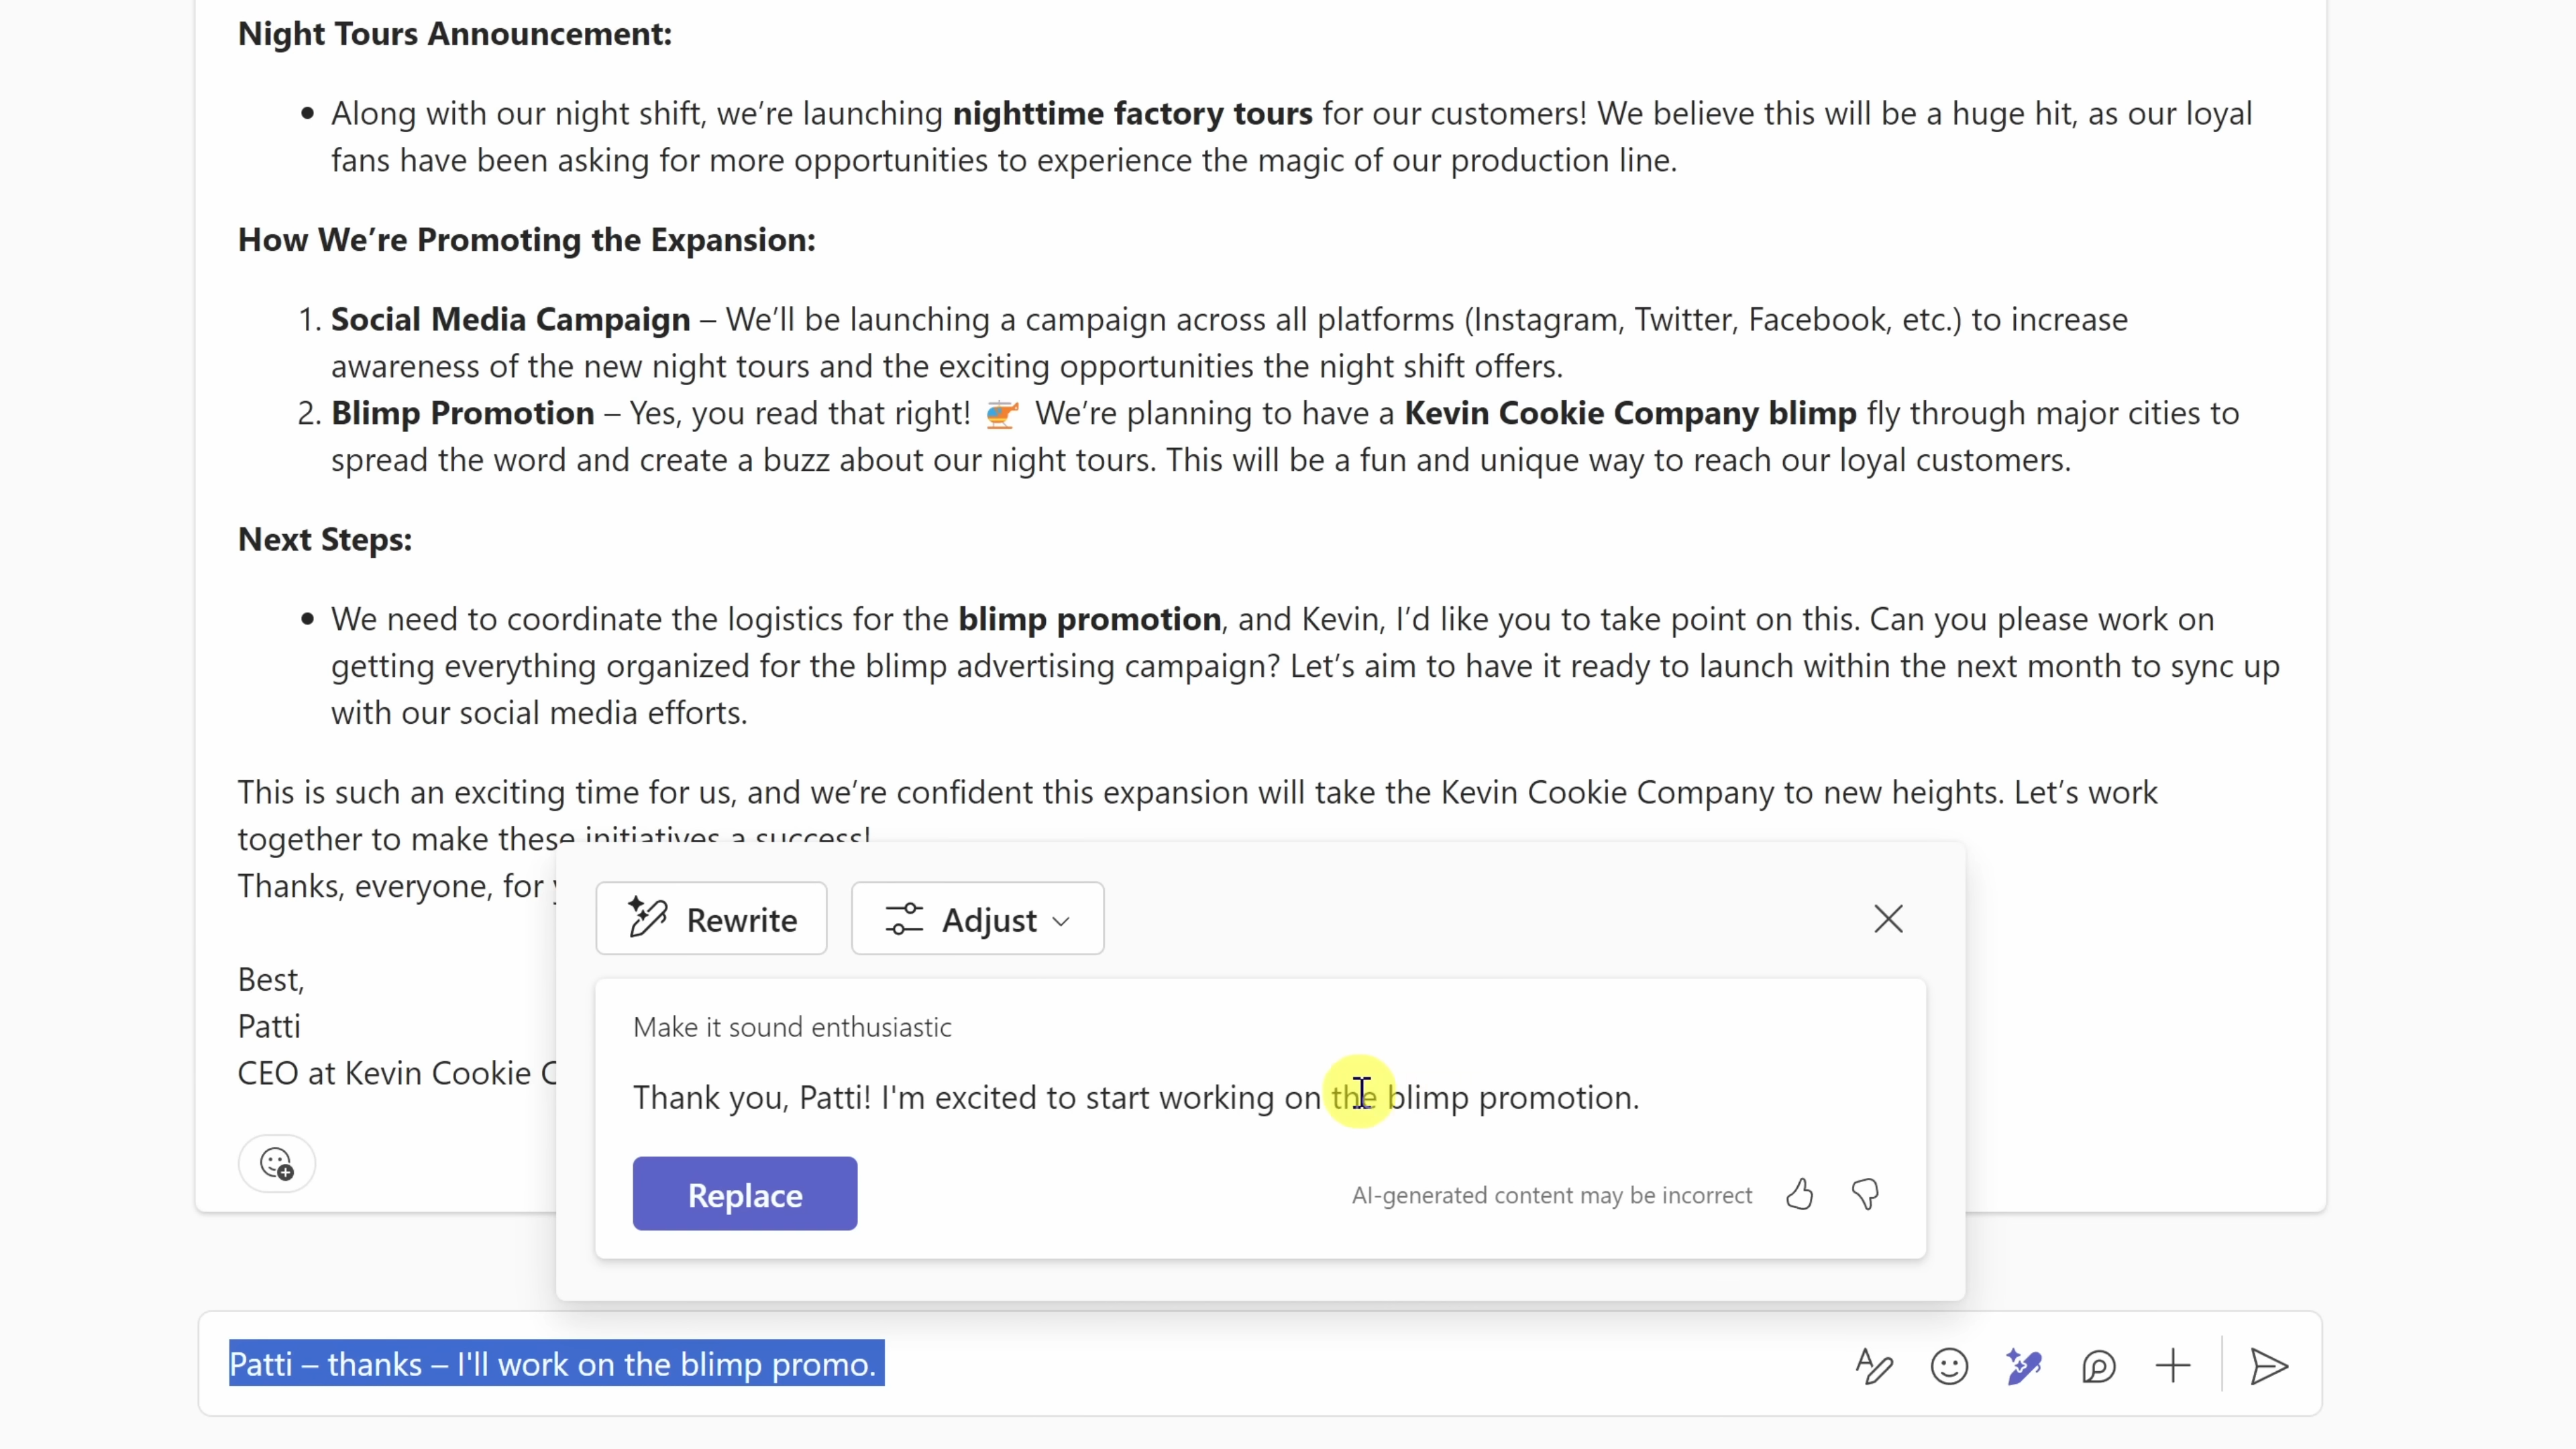 Night Tours Announcement:
• Along with our night shift, we’re launching nighttime factory tours for our customers! We believe this will be a huge hit, as our loyal
fans have been asking for more opportunities to experience the magic of our production line.
How We’re Promoting the Expansion:
1. Social Media Campaign – We’ll be launching a campaign across all platforms (Instagram, Twitter, Facebook, etc.) to increase
awareness of the new night tours and the exciting opportunities the night shift offers.
2. Blimp Promotion – Yes, you read that right! 🚁 We’re planning to have a Kevin Cookie Company blimp fly through major cities to
spread the word and create a buzz about our night tours. This will be a fun and unique way to reach our loyal customers.
Next Steps:
• We need to coordinate the logistics for the blimp promotion, and Kevin, I’d like you to take point on this. Can you please work on
getting everything organized for the blimp advertising campaign? Let’s aim to have it ready to launch within the next month to sync up
with our social media efforts.
This is such an exciting time for us, and we’re confident this expansion will take the Kevin Cookie Company to new heights. Let’s work
together to make these initiatives a success!
Thanks, everyone, for
Best,
Patti
CEO at Kevin Cookie
Rewrite
Adjust
Make it sound enthusiastic
Thank you, Patti! I'm excited to start working on the blimp promotion.
Replace
AI-generated content may be incorrect
Patti – thanks – I'll work on the blimp promo.